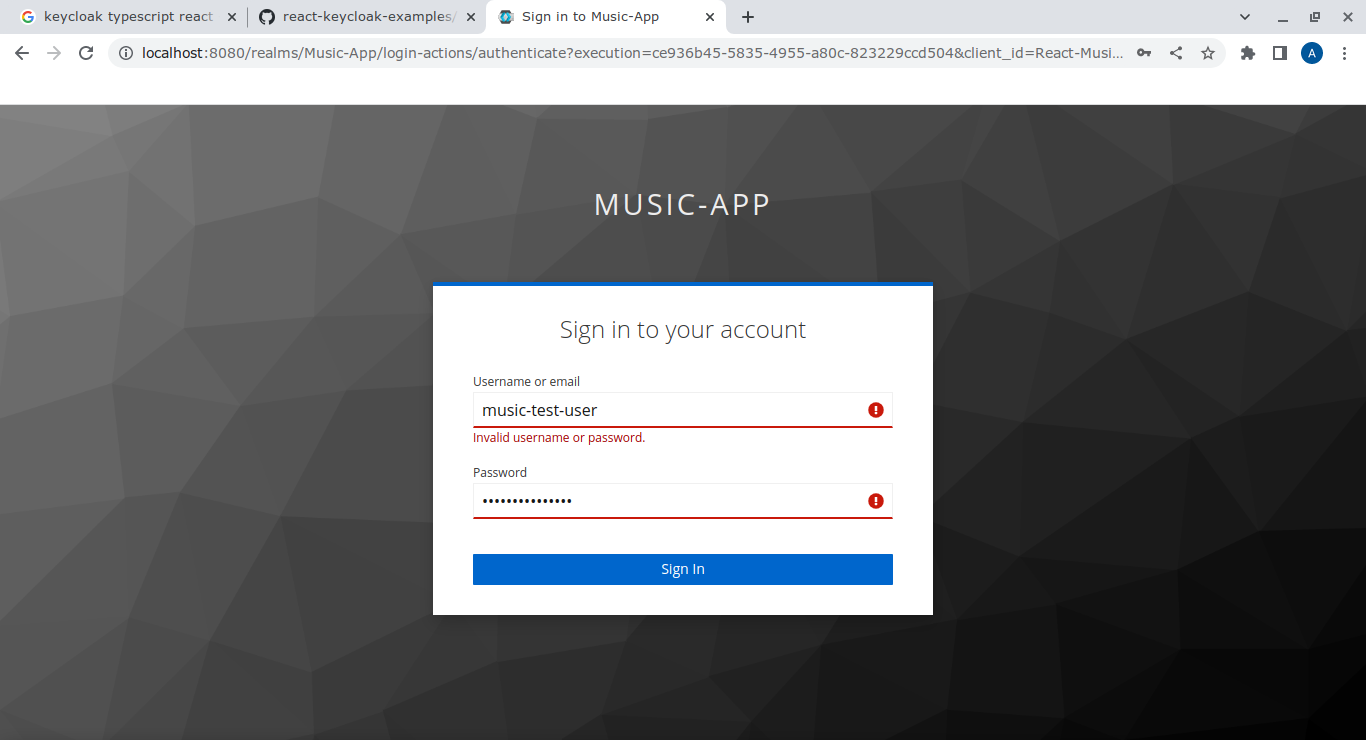 keycloak typescript react
react-keycloak-examples/
Sign in to Music-App
localhost:8080/realms/Music-App/login-actions/authenticate?execution=ce936b45-5835-4955-a80c-823229ccd504&client_id=React-Musi...
A
MUSIC-APP
Sign in to your account
Username or email
music-test-user
Invalid username or password.
Password
•••••••••••••••
Sign In